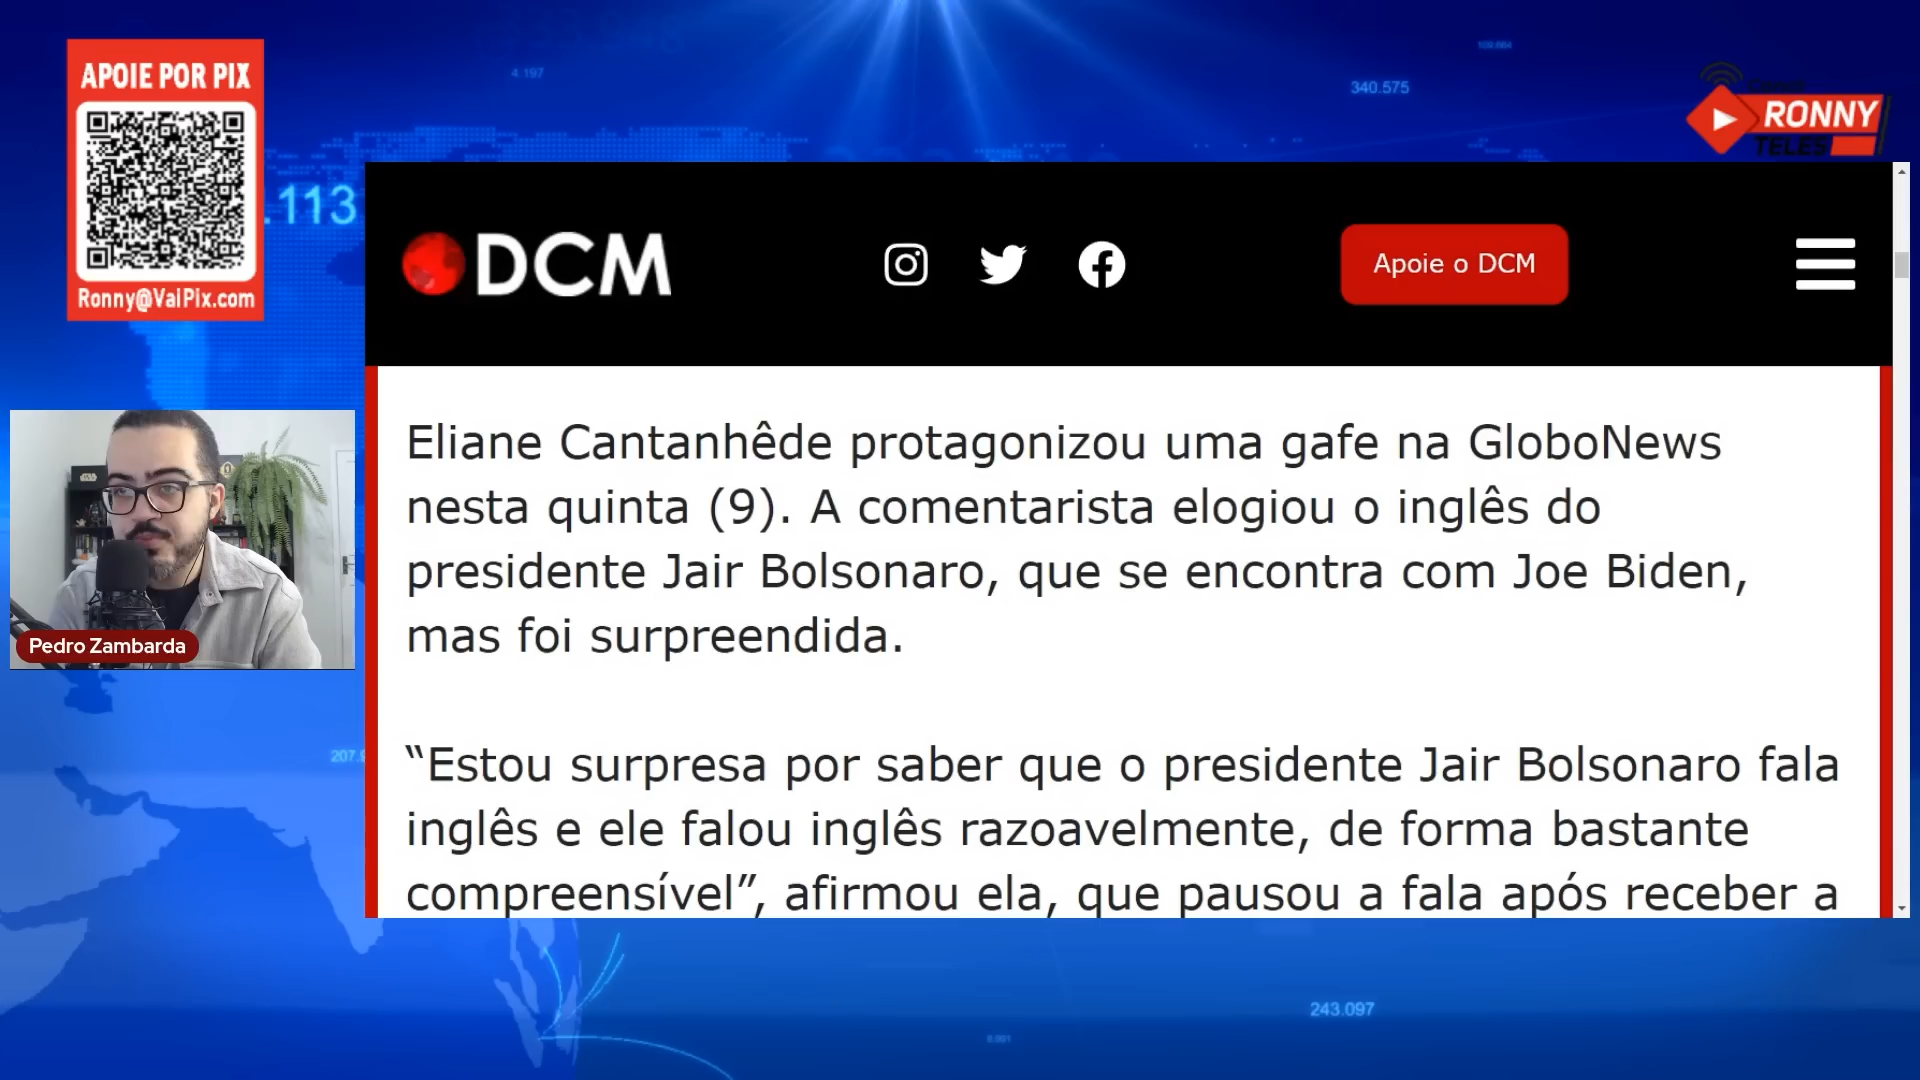 APOIE POR PIX
Ronny@VaiPix.com
4.197
340.575
RONNY
TELES
.113
DCM
Apoie o DCM
Eliane Cantanhêde protagonizou uma gafe na GloboNews
nesta quinta (9). A comentarista elogiou o inglês do
presidente Jair Bolsonaro, que se encontra com Joe Biden,
mas foi surpreendida.
Pedro Zambarda
“Estou surpresa por saber que o presidente Jair Bolsonaro fala
inglês e ele falou inglês razoavelmente, de forma bastante
compreensível”, afirmou ela, que pausou a fala após receber a
243.097